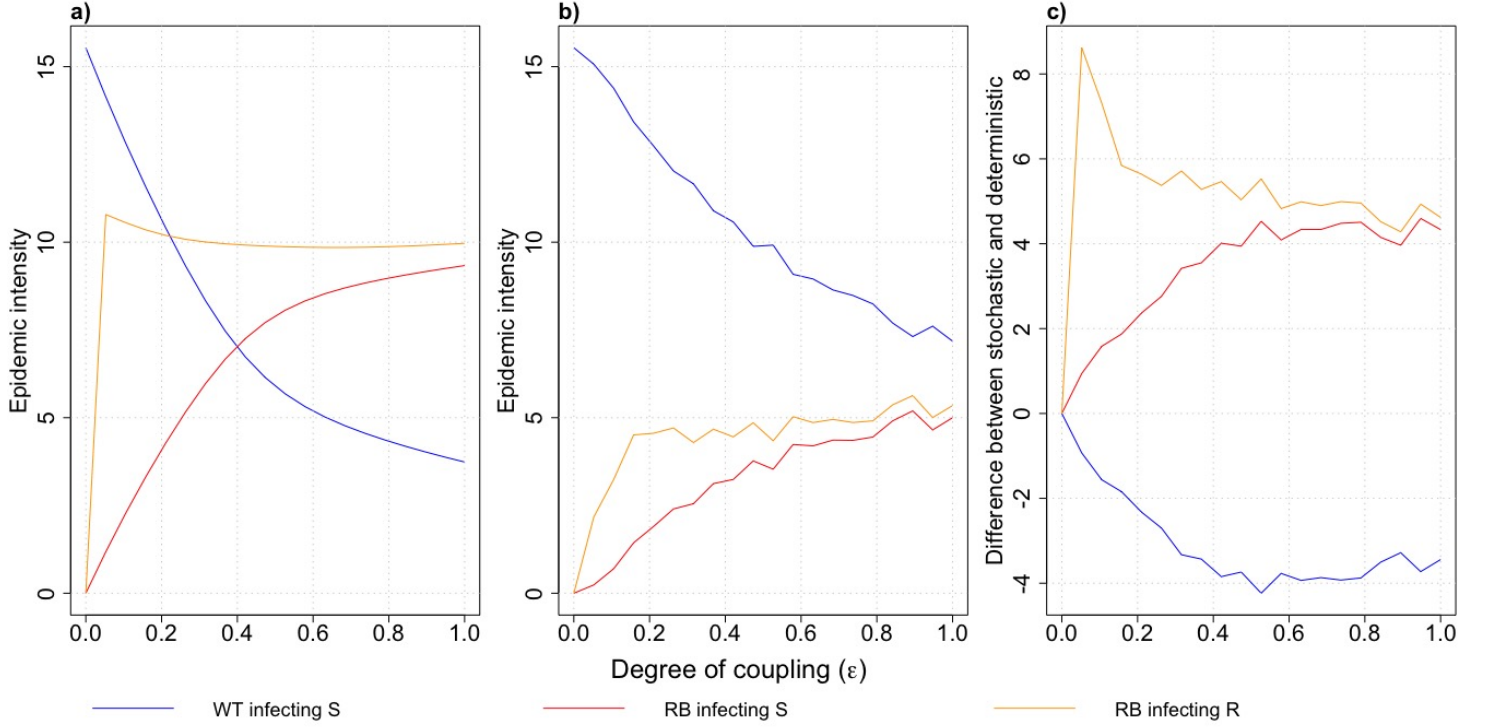 a)
Epidemic intensity
0
5
10
15
0.0 0.2 0.4 0.6 0.8 1.0
b)
Epidemic intensity
0
5
10
15
0.0 0.2 0.4 0.6 0.8 1.0
c)
Difference between stochastic and deterministic
-4
-2
0
2
4
6
8
0.0 0.2 0.4 0.6 0.8 1.0
Degree of coupling (ε)
WT infecting S
RB infecting S
RB infecting R